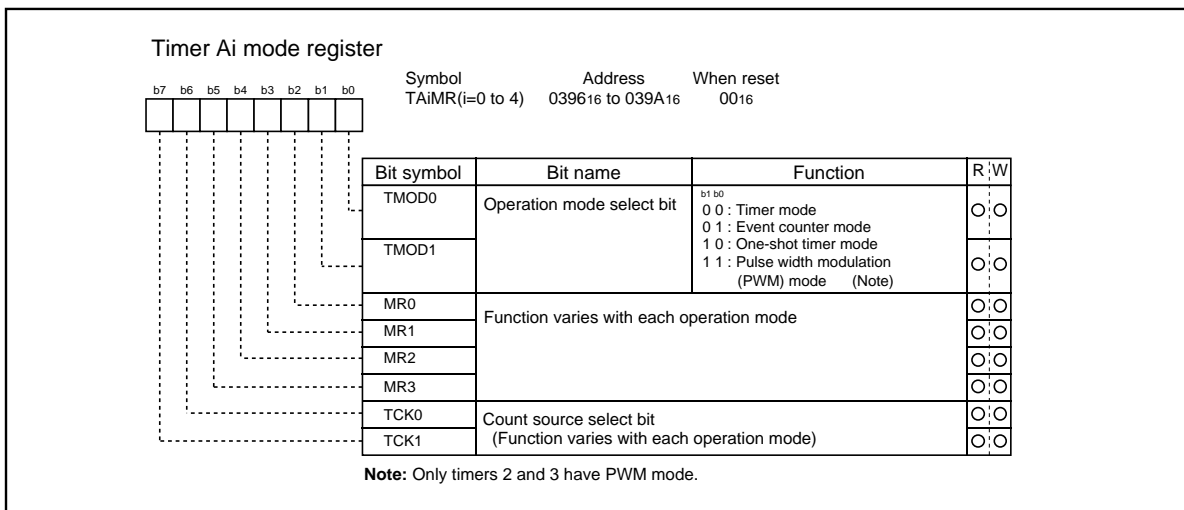 Timer Ai mode register
Symbol Address When reset
TAiMR(i=0 to 4) 039616 to 039A16 0016
b7 b6 b5 b4 b3 b2 b1 b0
Bit symbol Bit name Function R W
TMOD0 Operation mode select bit b1 b0
0 0 : Timer mode
0 1 : Event counter mode
TMOD1 1 0 : One-shot timer mode
1 1 : Pulse width modulation
(PWM) mode (Note)
MR0 Function varies with each operation mode
MR1
MR2
MR3
TCK0 Count source select bit
TCK1 (Function varies with each operation mode)
Note: Only timers 2 and 3 have PWM mode.